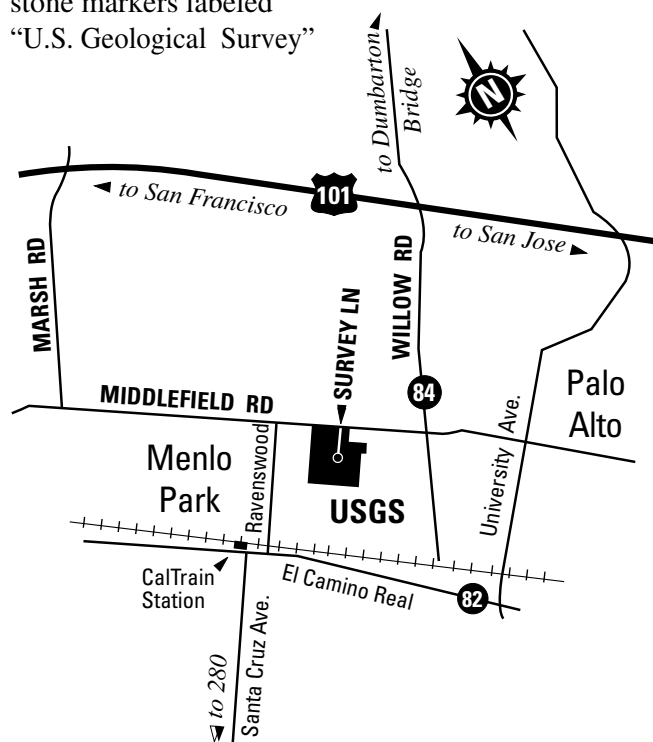 stone markers labeled
“U.S. Geological Survey”
to Dumbarton
Bridge
N
to San Francisco
101
to San Jose
MARSH RD
WILLOW RD
SURVEY LN
84
MIDDLEFIELD RD
Palo
Alto
University Ave.
Menlo
Park
Ravenswood
USGS
CalTrain
Station
El Camino Real
82
Santa Cruz Ave.
to 280